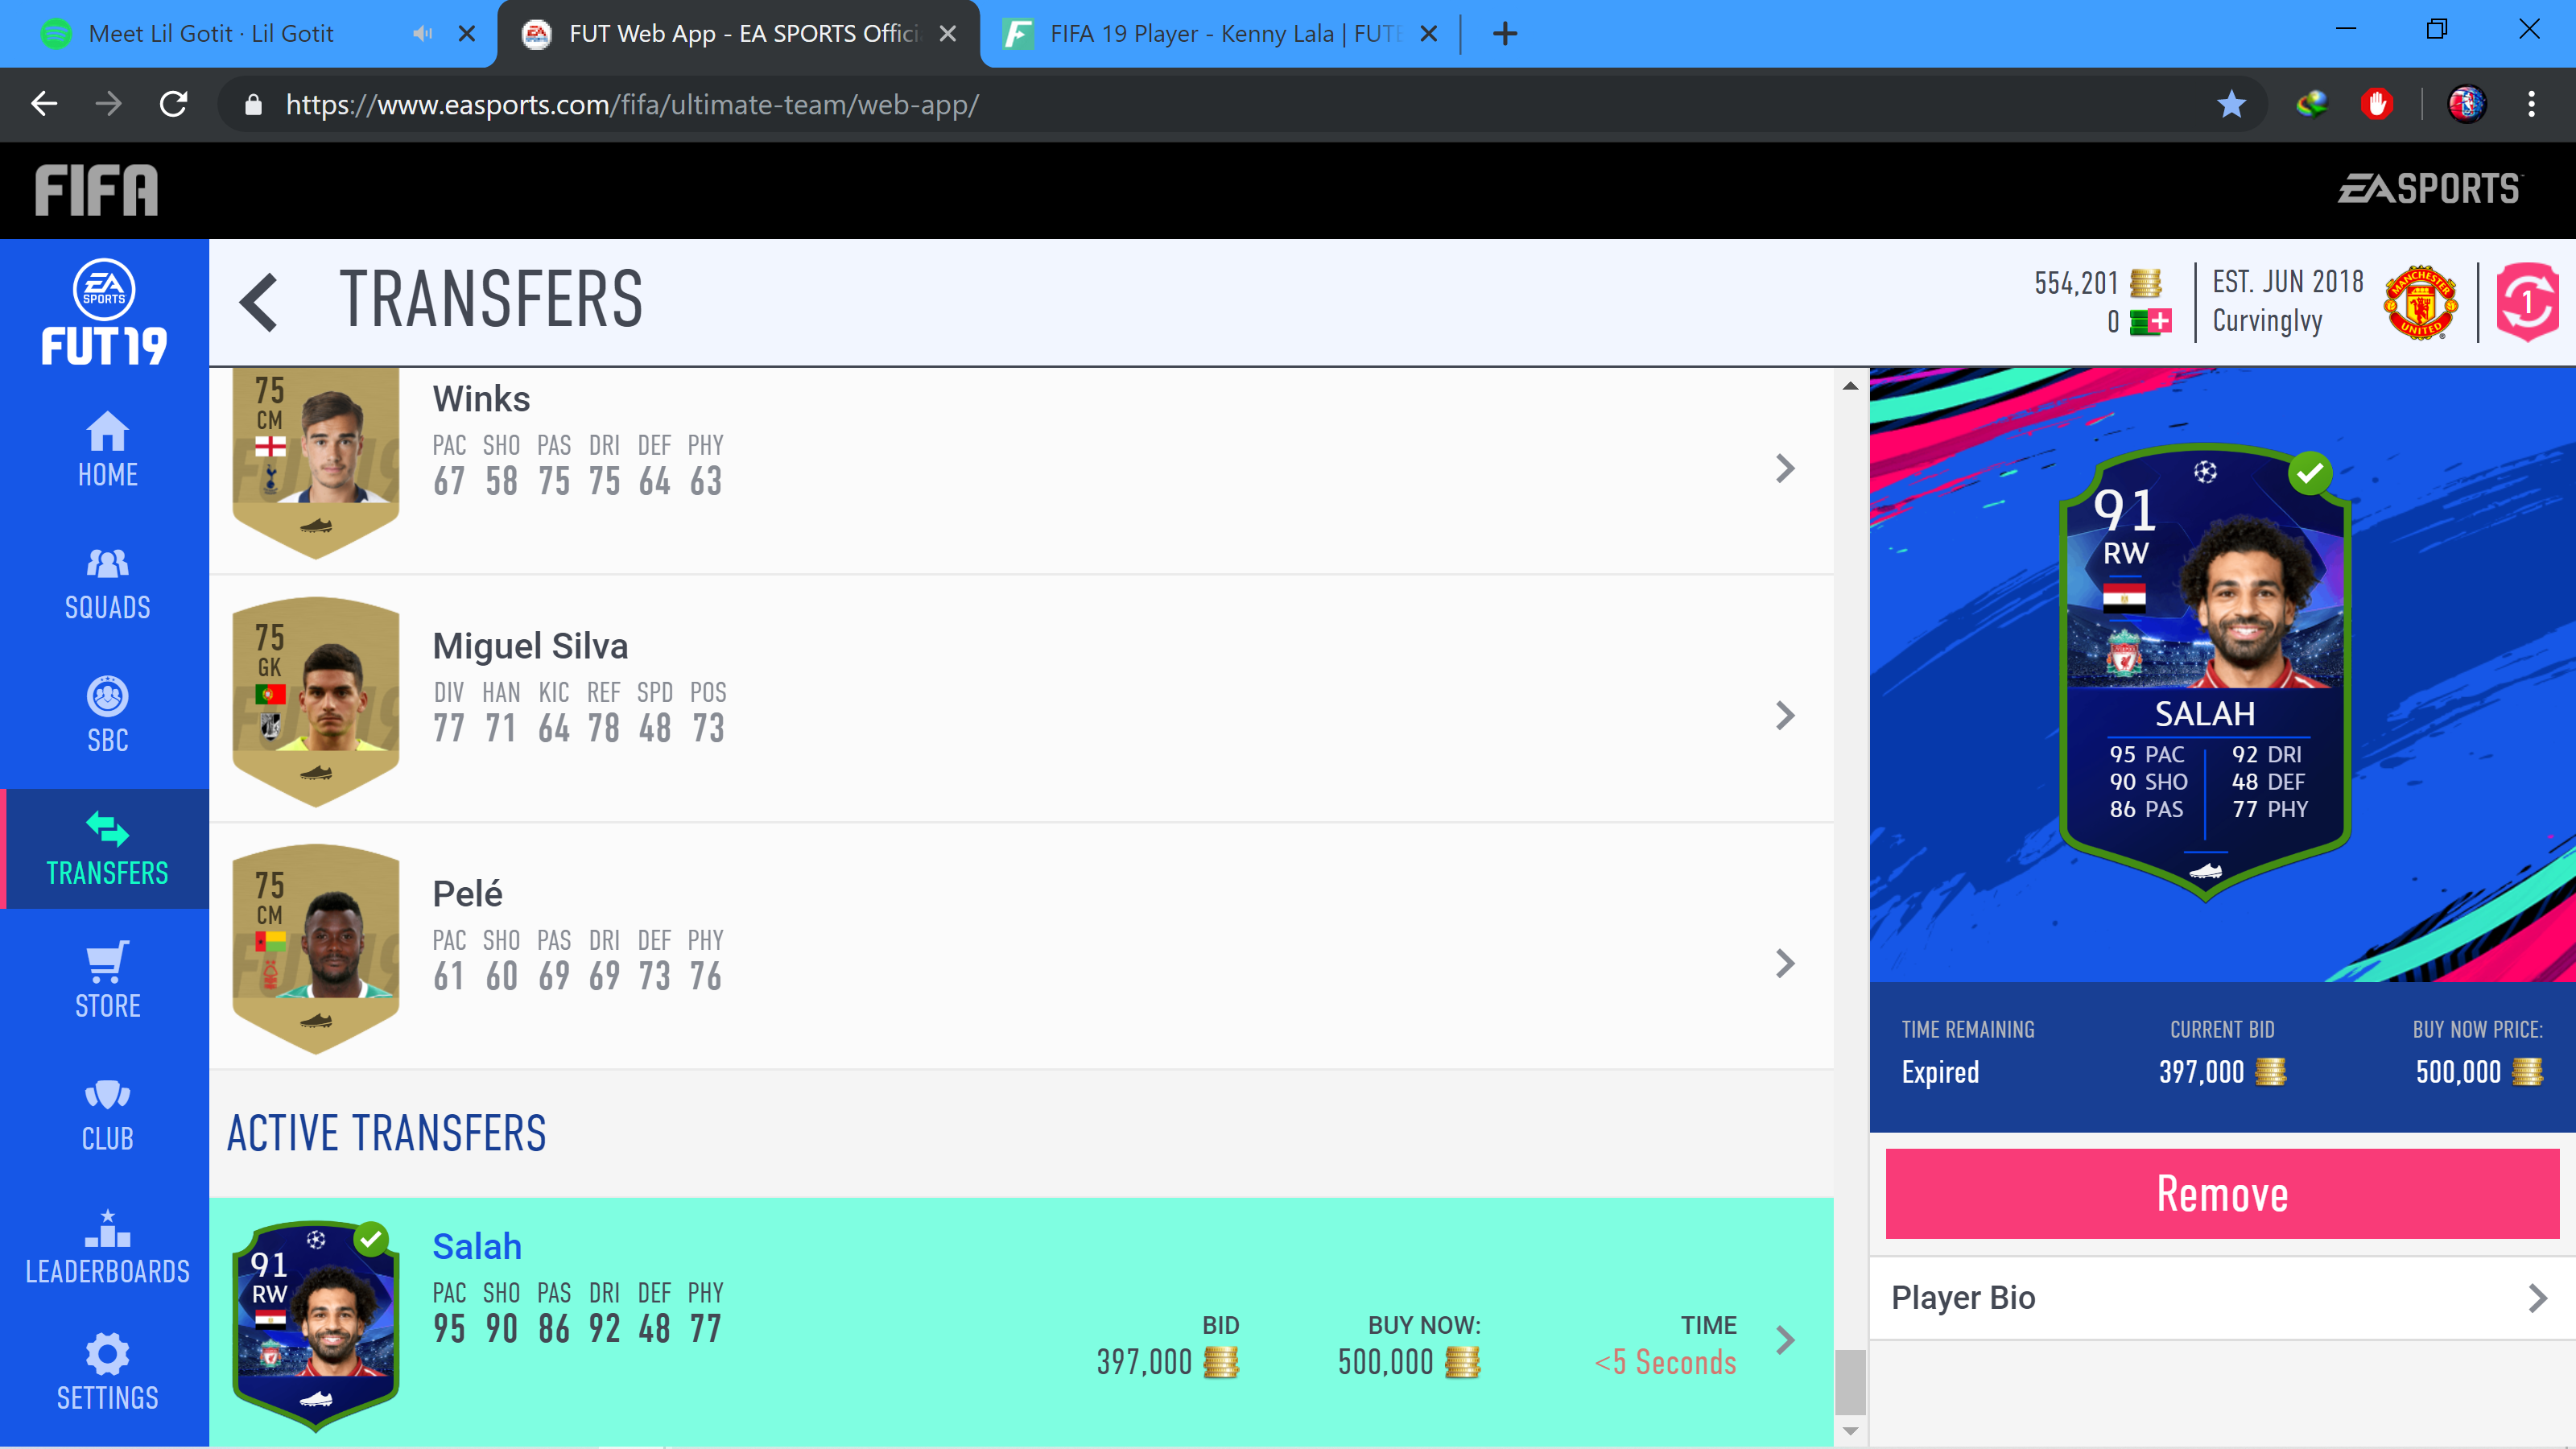 Meet Lil Gotit · Lil Gotit
FUT Web App - EA SPORTS Offici
FIFA 19 Player - Kenny Lala | FUTB
https://www.easports.com/fifa/ultimate-team/web-app/
FIFA
EA SPORTS
EA SPORTS
FUT19
HOME
SQUADS
SBC
TRANSFERS
STORE
CLUB
LEADERBOARDS
SETTINGS
TRANSFERS
554,201
0
EST. JUN 2018
CurvingIvy
MANCHESTER
UNITED
1
75
CM
Winks
PAC SHO PAS DRI DEF PHY
67 58 75 75 64 63
75
GK
Miguel Silva
DIV HAN KIC REF SPD POS
77 71 64 78 48 73
75
CM
Pelé
PAC SHO PAS DRI DEF PHY
61 60 69 69 73 76
ACTIVE TRANSFERS
91
RW
Salah
PAC SHO PAS DRI DEF PHY
95 90 86 92 48 77
BID
397,000
BUY NOW:
500,000
TIME
<5 Seconds
91
RW
SALAH
95 PAC 92 DRI
90 SHO 48 DEF
86 PAS 77 PHY
TIME REMAINING
Expired
CURRENT BID
397,000
BUY NOW PRICE:
500,000
Remove
Player Bio